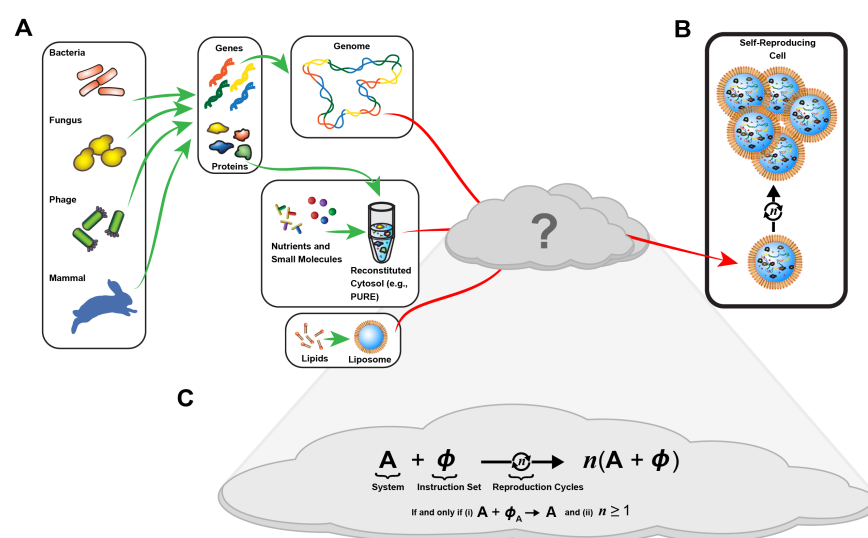 A
Bacteria
Fungus
Phage
Mammal
Genes
Proteins
Genome
Nutrients and
Small Molecules
Reconstituted
Cytosol (e.g.,
PURE)
Lipids
Liposome
?
B
Self-Reproducing
Cell
n
C
A + ϕ n n(A + ϕ)
System Instruction Set Reproduction Cycles
If and only if (i) A + ϕ_A → A and (ii) n ≥ 1